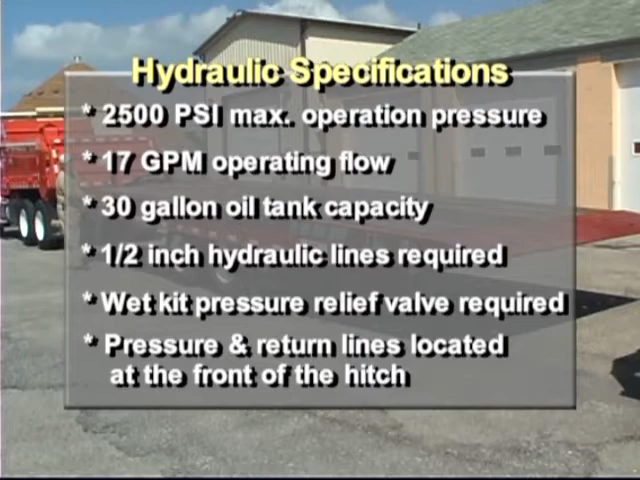 Hydraulic Specifications
* 2500 PSI max. operation pressure
* 17 GPM operating flow
* 30 gallon oil tank capacity
* 1/2 inch hydraulic lines required
* Wet kit pressure relief valve required
* Pressure & return lines located
at the front of the hitch